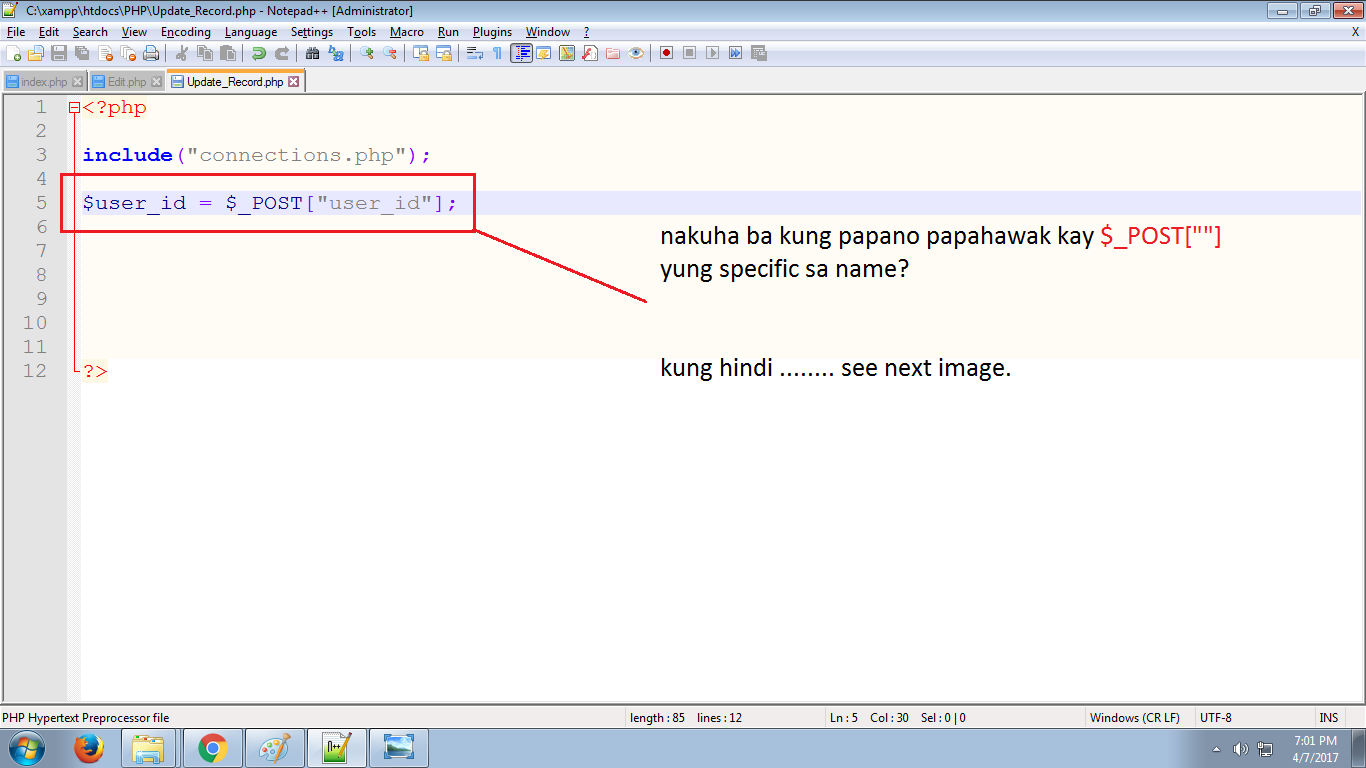 C:\xampp\htdocs\PHP\Update_Record.php - Notepad++ [Administrator]
File Edit Search View Encoding Language Settings Tools Macro Run Plugins Window ? X
index.php Edit.php Update_Record.php
1 <?php
2
3 include("connections.php");
4
5 $user_id = $_POST["user_id"];
6
7
8
9
10
11
12 ?>
nakuha ba kung papano papahawak kay $_POST[""]
yung specific sa name?
kung hindi ........ see next image.
PHP Hypertext Preprocessor file length : 85 lines : 12 Ln : 5 Col : 30 Sel : 0 | 0 Windows (CR LF) UTF-8 INS
7:01 PM
4/7/2017